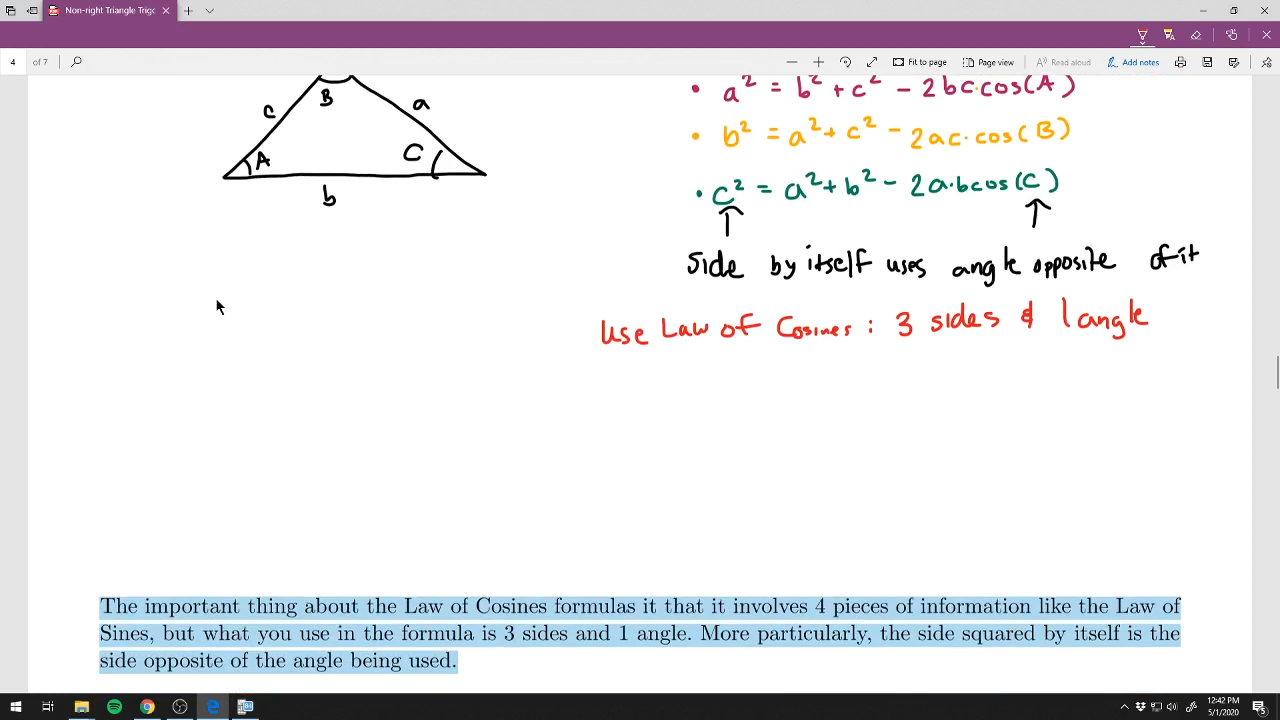 Non-right Triangle Trigo
4 of 7
Fit to page
Page view
Read aloud
Add notes
B
c
a
A
C
b
• a² = b² + c² - 2bc·cos(A)
• b² = a² + c² - 2ac·cos(B)
• c² = a² + b² - 2a·bcos(C)
Side by itself uses angle opposite of it
Use Law of Cosines : 3 sides & 1 angle
The important thing about the Law of Cosines formulas it that it involves 4 pieces of information like the Law of
Sines, but what you use in the formula is 3 sides and 1 angle. More particularly, the side squared by itself is the
side opposite of the angle being used.
12:42 PM
5/1/2020